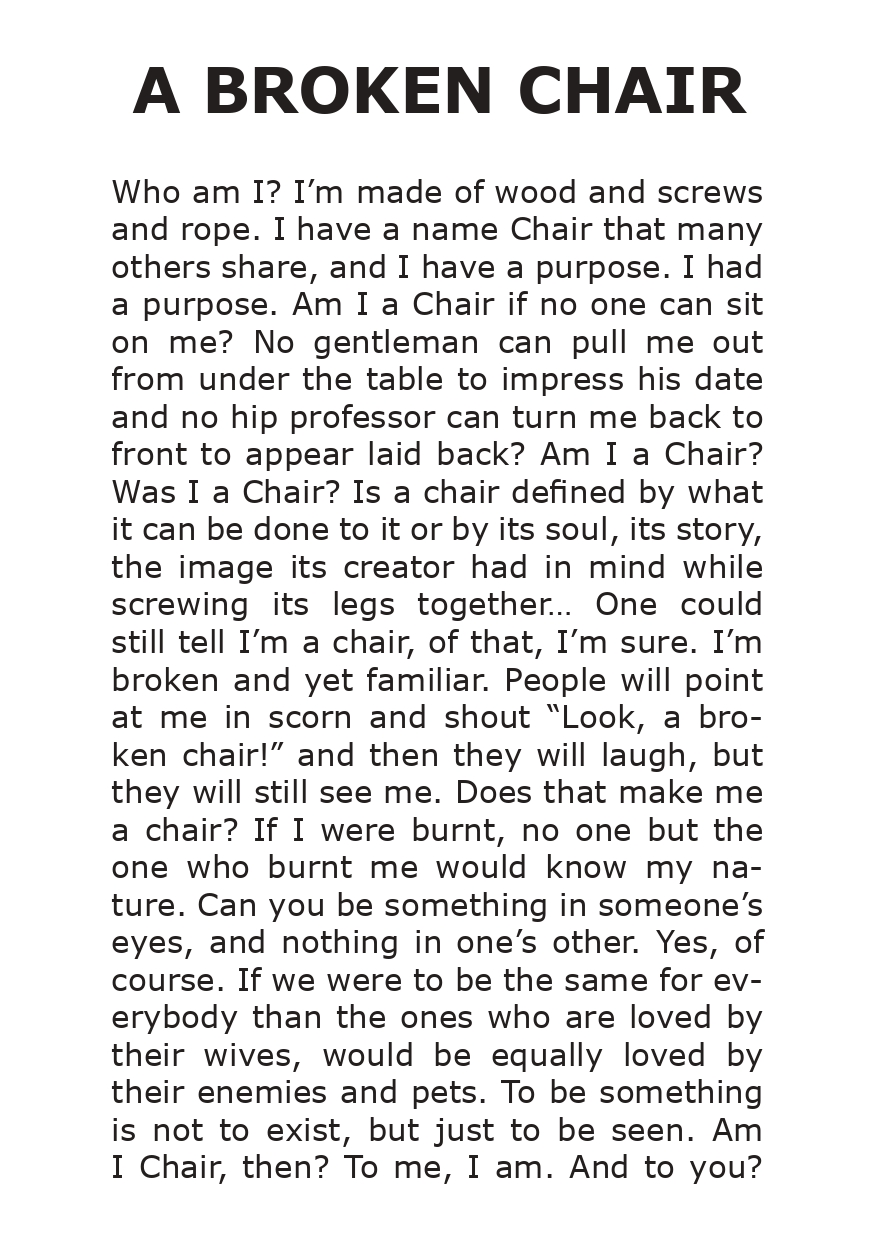 A BROKEN CHAIR
Who am I? I’m made of wood and screws
and rope. I have a name Chair that many
others share, and I have a purpose. I had
a purpose. Am I a Chair if no one can sit
on me? No gentleman can pull me out
from under the table to impress his date
and no hip professor can turn me back to
front to appear laid back? Am I a Chair?
Was I a Chair? Is a chair defined by what
it can be done to it or by its soul, its story,
the image its creator had in mind while
screwing its legs together… One could
still tell I’m a chair, of that, I’m sure. I’m
broken and yet familiar. People will point
at me in scorn and shout “Look, a bro-
ken chair!” and then they will laugh, but
they will still see me. Does that make me
a chair? If I were burnt, no one but the
one who burnt me would know my na-
ture. Can you be something in someone’s
eyes, and nothing in one’s other. Yes, of
course. If we were to be the same for ev-
erybody than the ones who are loved by
their wives, would be equally loved by
their enemies and pets. To be something
is not to exist, but just to be seen. Am
I Chair, then? To me, I am. And to you?